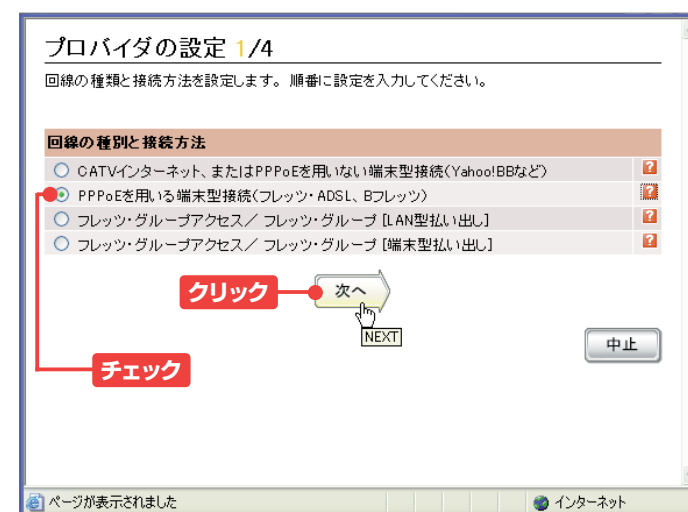 プロバイダの設定 1/4
回線の種類と接続方法を設定します。順番に設定を入力してください。
回線の種別と接続方法
CATVインターネット、またはPPPoEを用いない端末型接続(Yahoo!BBなど)
?
PPPoEを用いる端末型接続(フレッツ・ADSL、Bフレッツ)
?
フレッツ・グループアクセス／フレッツ・グループ [LAN型払い出し]
?
フレッツ・グループアクセス／フレッツ・グループ [端末型払い出し]
?
クリック
次へ
NEXT
中止
チェック
ページが表示されました
インターネット